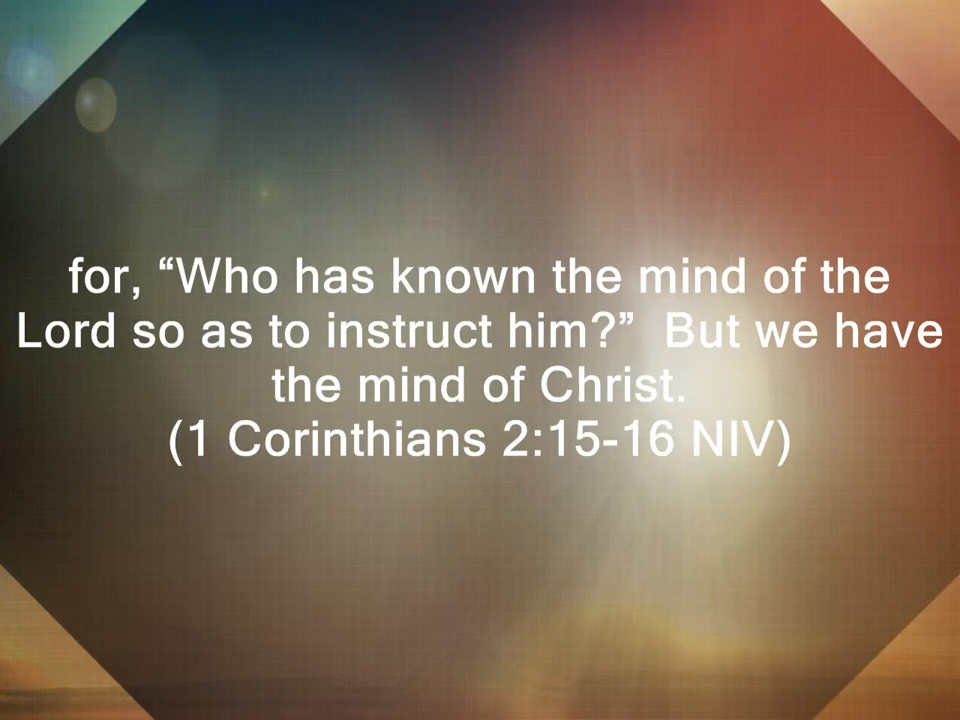 for, “Who has known the mind of the
Lord so as to instruct him?”  But we have
the mind of Christ.
(1 Corinthians 2:15-16 NIV)